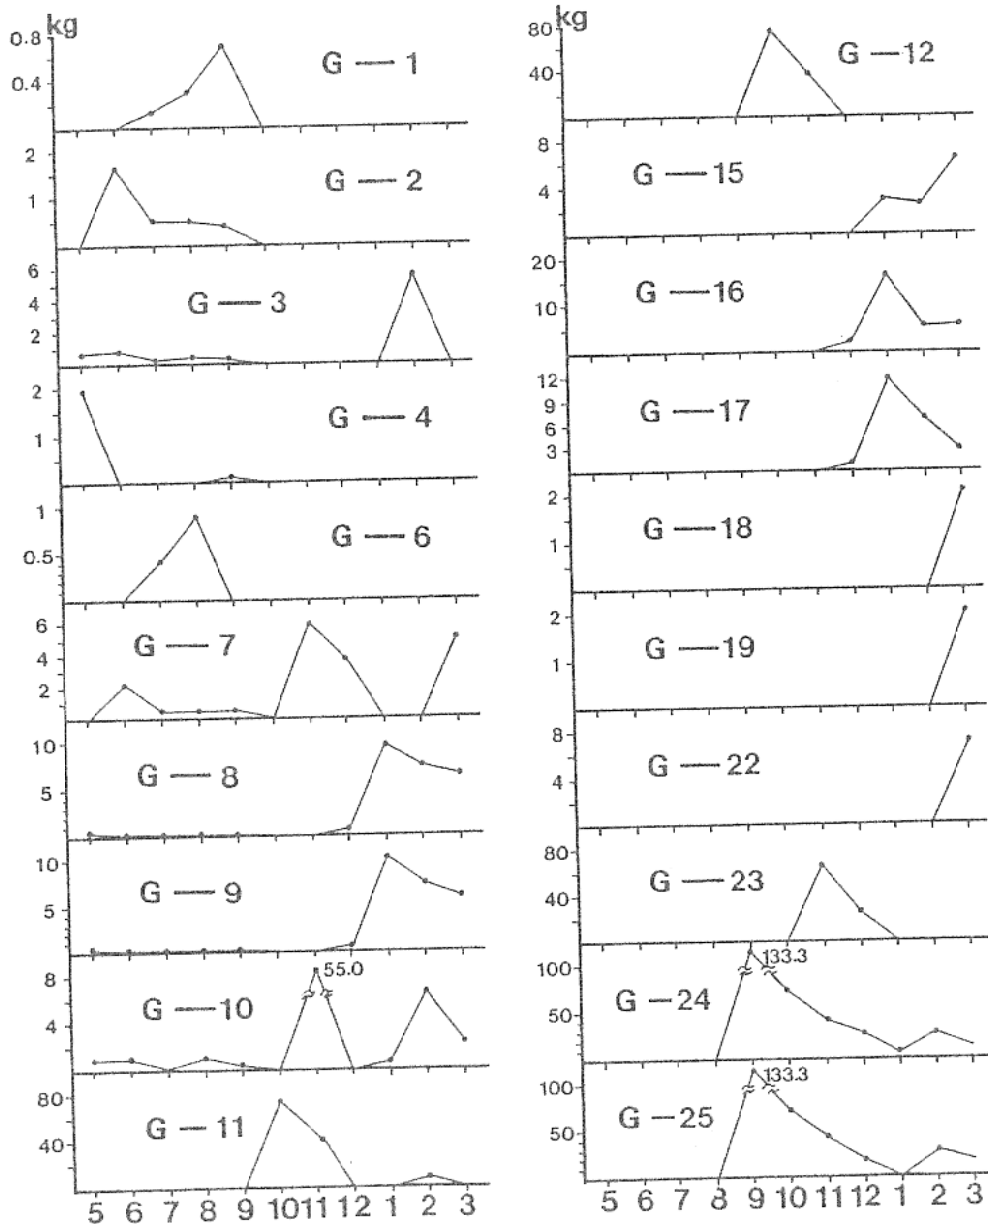 kg
0.8
0.4
G — 1
2
1
G — 2
6
4
2
G — 3
2
1
G — 4
1
0.5
G — 6
6
4
2
G — 7
10
5
G — 8
10
5
G — 9
8
4
55.0
G — 10
80
40
G — 11
5 6 7 8 9 10 11 12 1 2 3
kg
80
40
G — 12
8
4
G — 15
20
10
G — 16
12
9
6
3
G — 17
2
1
G — 18
2
1
G — 19
8
4
G — 22
80
40
G — 23
100
50
133.3
G — 24
100
50
133.3
G — 25
5 6 7 8 9 10 11 12 1 2 3